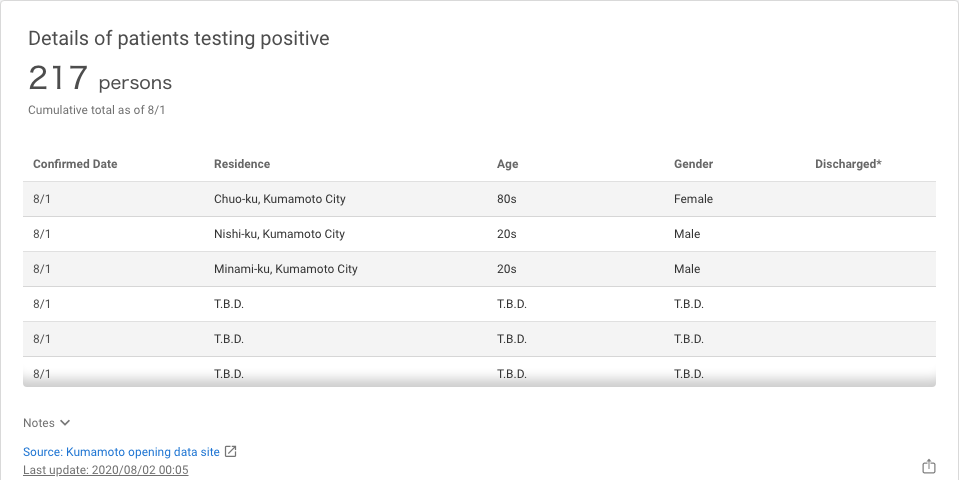 Details of patients testing positive
217 persons
Cumulative total as of 8/1
Confirmed Date Residence Age Gender Discharged*
8/1 Chuo-ku, Kumamoto City 80s Female
8/1 Nishi-ku, Kumamoto City 20s Male
8/1 Minami-ku, Kumamoto City 20s Male
8/1 T.B.D. T.B.D. T.B.D.
8/1 T.B.D. T.B.D. T.B.D.
8/1 T.B.D. T.B.D. T.B.D.
Notes
Source: Kumamoto opening data site
Last update: 2020/08/02 00:05